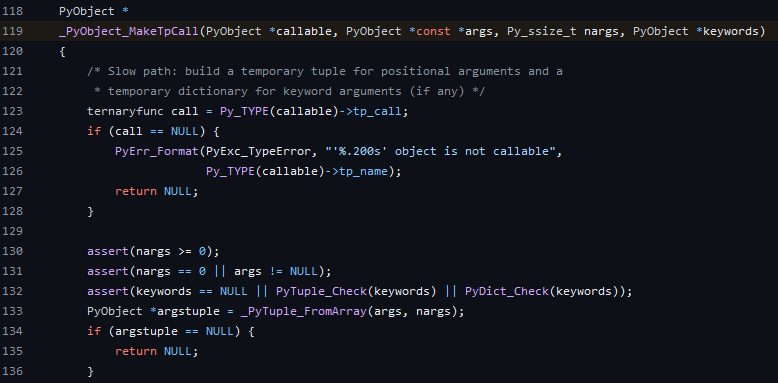 118 PyObject *
119 _PyObject_MakeTpCall(PyObject *callable, PyObject *const *args, Py_ssize_t nargs, PyObject *keywords)
120 {
121     /* Slow path: build a temporary tuple for positional arguments and a
122      * temporary dictionary for keyword arguments (if any) */
123     ternaryfunc call = Py_TYPE(callable)->tp_call;
124     if (call == NULL) {
125         PyErr_Format(PyExc_TypeError, "'%.200s' object is not callable",
126                      Py_TYPE(callable)->tp_name);
127         return NULL;
128     }
129
130     assert(nargs >= 0);
131     assert(nargs == 0 || args != NULL);
132     assert(keywords == NULL || PyTuple_Check(keywords) || PyDict_Check(keywords));
133     PyObject *argstuple = _PyTuple_FromArray(args, nargs);
134     if (argstuple == NULL) {
135         return NULL;
136     }